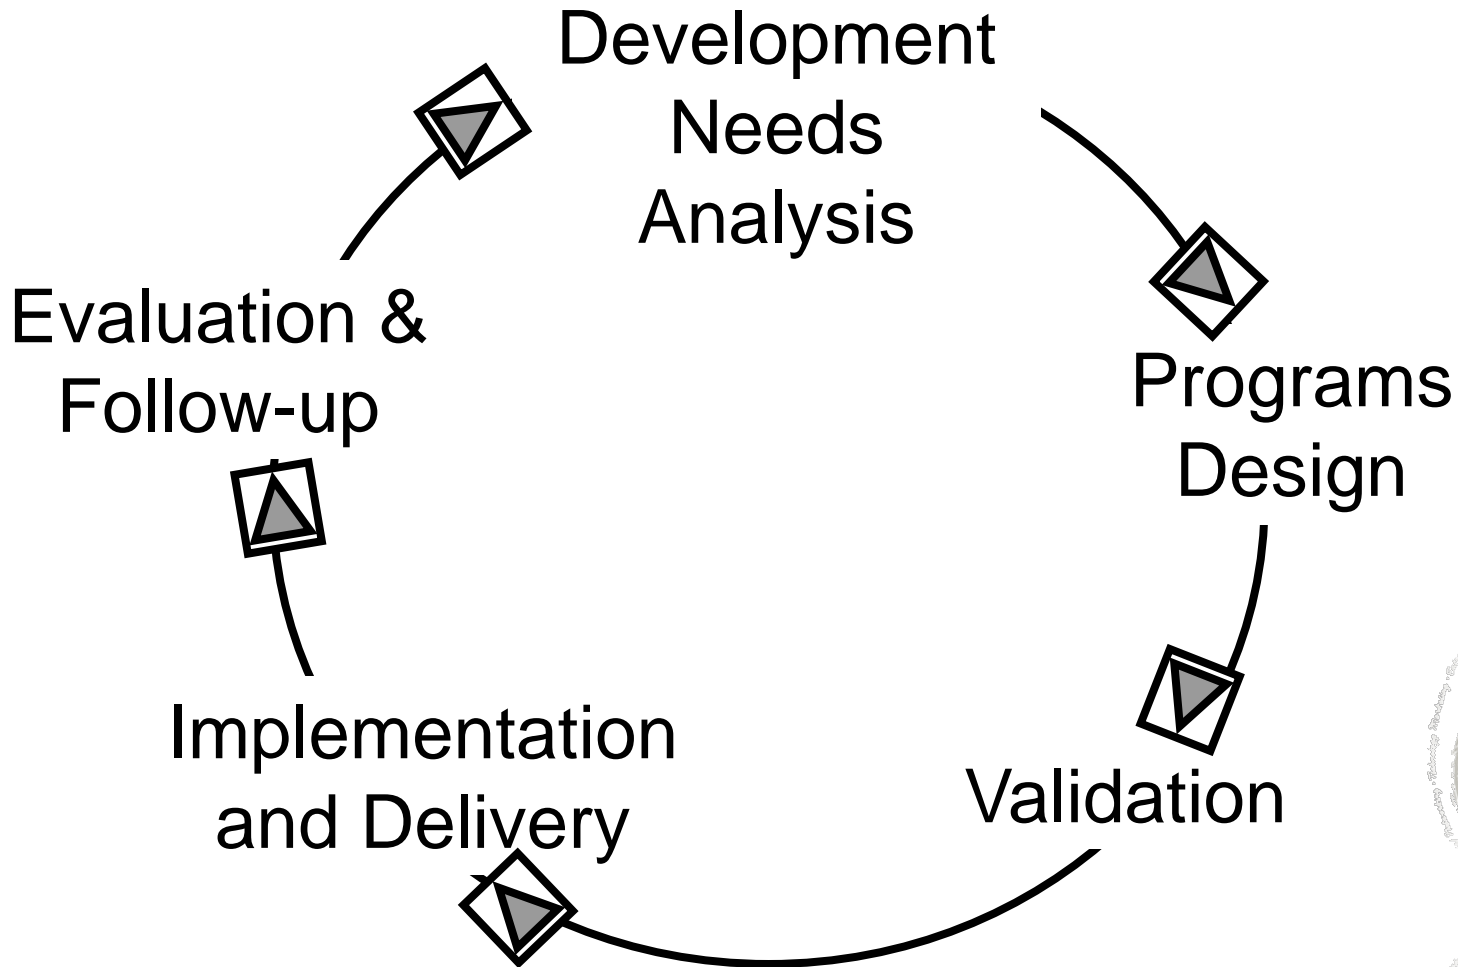 Development
Needs
Analysis
Programs
Design
Validation
Implementation
and Delivery
Evaluation &
Follow-up